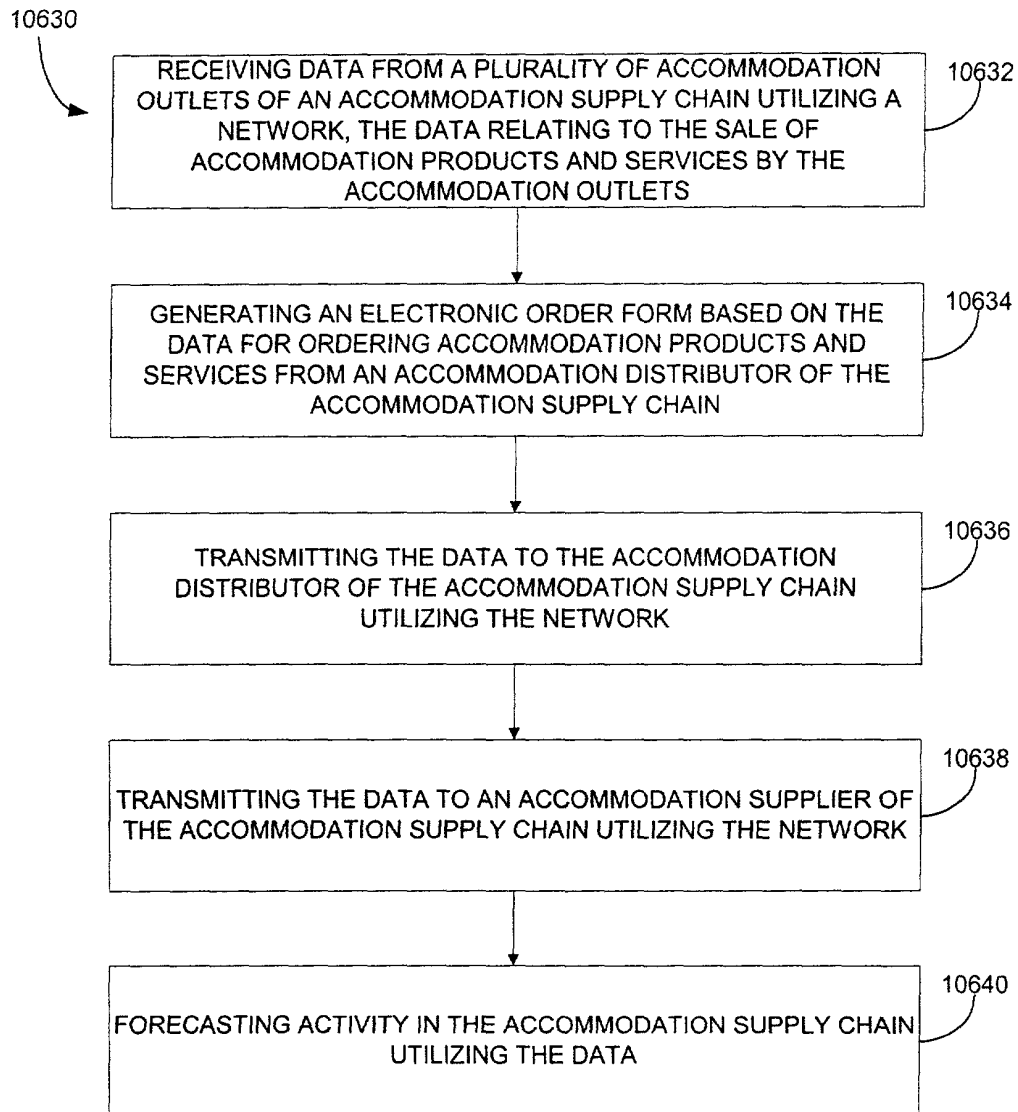 10630
RECEIVING DATA FROM A PLURALITY OF ACCOMMODATION
OUTLETS OF AN ACCOMMODATION SUPPLY CHAIN UTILIZING A
NETWORK, THE DATA RELATING TO THE SALE OF
ACCOMMODATION PRODUCTS AND SERVICES BY THE
ACCOMMODATION OUTLETS
10632
GENERATING AN ELECTRONIC ORDER FORM BASED ON THE
DATA FOR ORDERING ACCOMMODATION PRODUCTS AND
SERVICES FROM AN ACCOMMODATION DISTRIBUTOR OF THE
ACCOMMODATION SUPPLY CHAIN
10634
TRANSMITTING THE DATA TO THE ACCOMMODATION
DISTRIBUTOR OF THE ACCOMMODATION SUPPLY CHAIN
UTILIZING THE NETWORK
10636
TRANSMITTING THE DATA TO AN ACCOMMODATION SUPPLIER OF
THE ACCOMMODATION SUPPLY CHAIN UTILIZING THE NETWORK
10638
FORECASTING ACTIVITY IN THE ACCOMMODATION SUPPLY CHAIN
UTILIZING THE DATA
10640